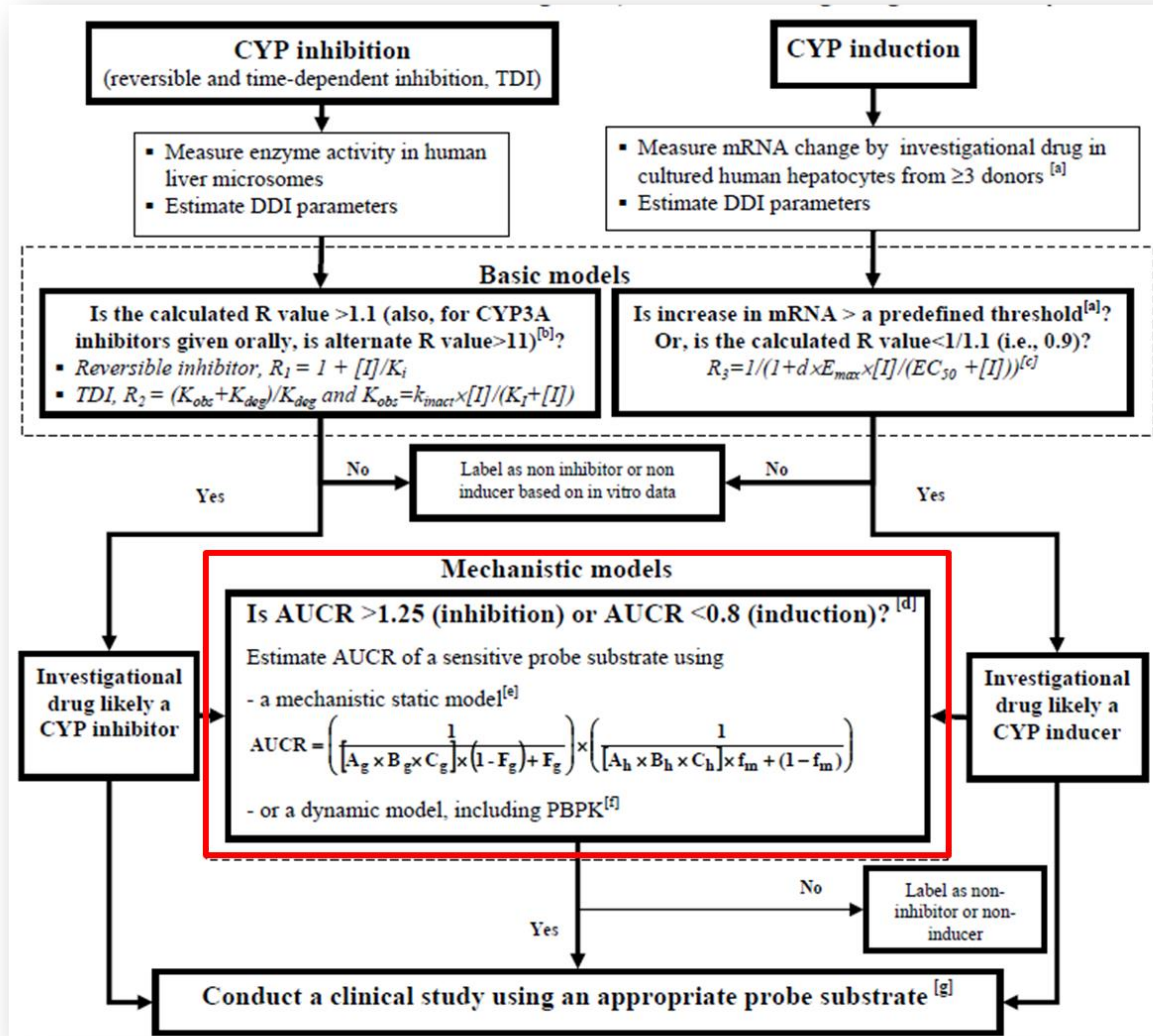 CYP inhibition
(reversible and time-dependent inhibition, TDI)
CYP induction
▪ Measure enzyme activity in human
liver microsomes
▪ Estimate DDI parameters
▪ Measure mRNA change by investigational drug in
cultured human hepatocytes from ≥3 donors [a]
▪ Estimate DDI parameters
Basic models
Is the calculated R value >1.1 (also, for CYP3A
inhibitors given orally, is alternate R value>11)[b]?
▪ Reversible inhibitor, R1 = 1 + [I]/Ki
▪ TDI, R2 = (Kobs+Kdeg)/Kdeg and Kobs=kinact×[I]/(KI+[I])
Is increase in mRNA > a predefined threshold[a]?
Or, is the calculated R value<1/1.1 (i.e., 0.9)?
R3=1/(1+d×Emax×[I]/(EC50 +[I]))[c]
No
Label as non inhibitor or non
inducer based on in vitro data
No
Yes
Yes
Mechanistic models
Is AUCR >1.25 (inhibition) or AUCR <0.8 (induction)? [d]
Estimate AUCR of a sensitive probe substrate using
- a mechanistic static model[e]
AUCR = (1/([Ag × Bg × Cg]×(1 - Fg)+ Fg)) × (1/([Ah × Bh × Ch]× fm + (1 − fm)))
- or a dynamic model, including PBPK[f]
Investigational
drug likely a
CYP inhibitor
Investigational
drug likely a
CYP inducer
No
Label as non-
inhibitor or non-
inducer
Yes
Conduct a clinical study using an appropriate probe substrate [g]